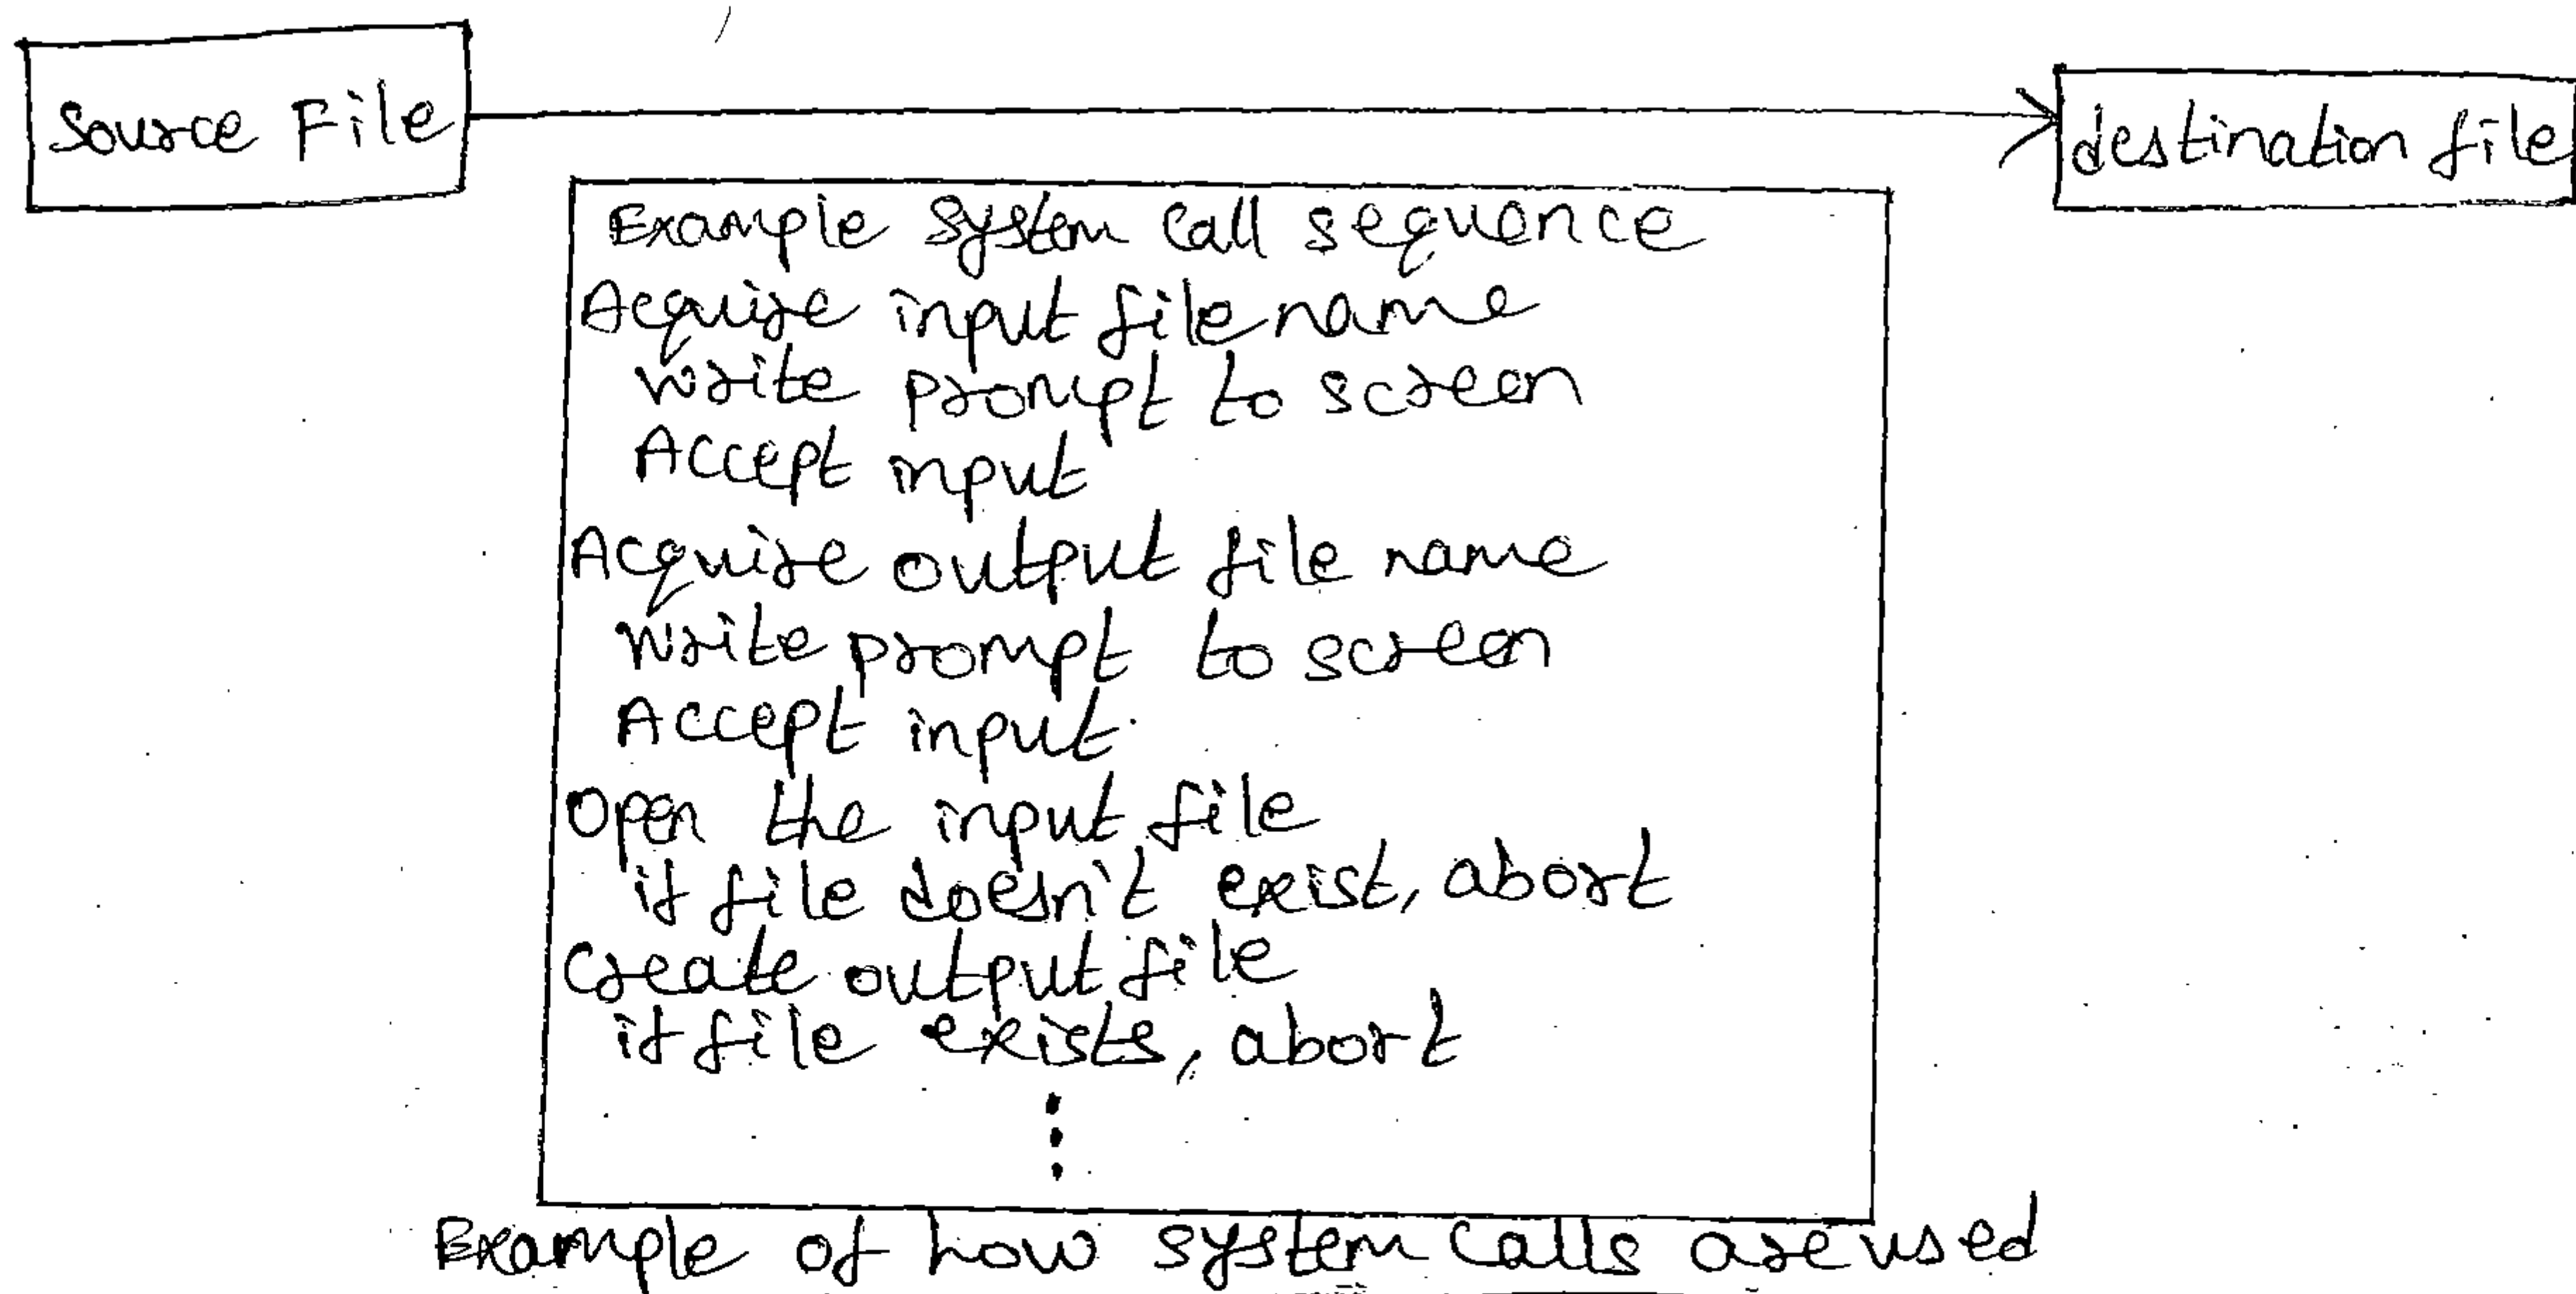 Source File
destination file
Example System Call sequence
Acquire input file name
write prompt to screen
Accept input
Acquire output file name
write prompt to screen
Accept input
Open the input file
if file doesn't exist, abort
Create output file
if file exists, abort
Example of how system calls are used